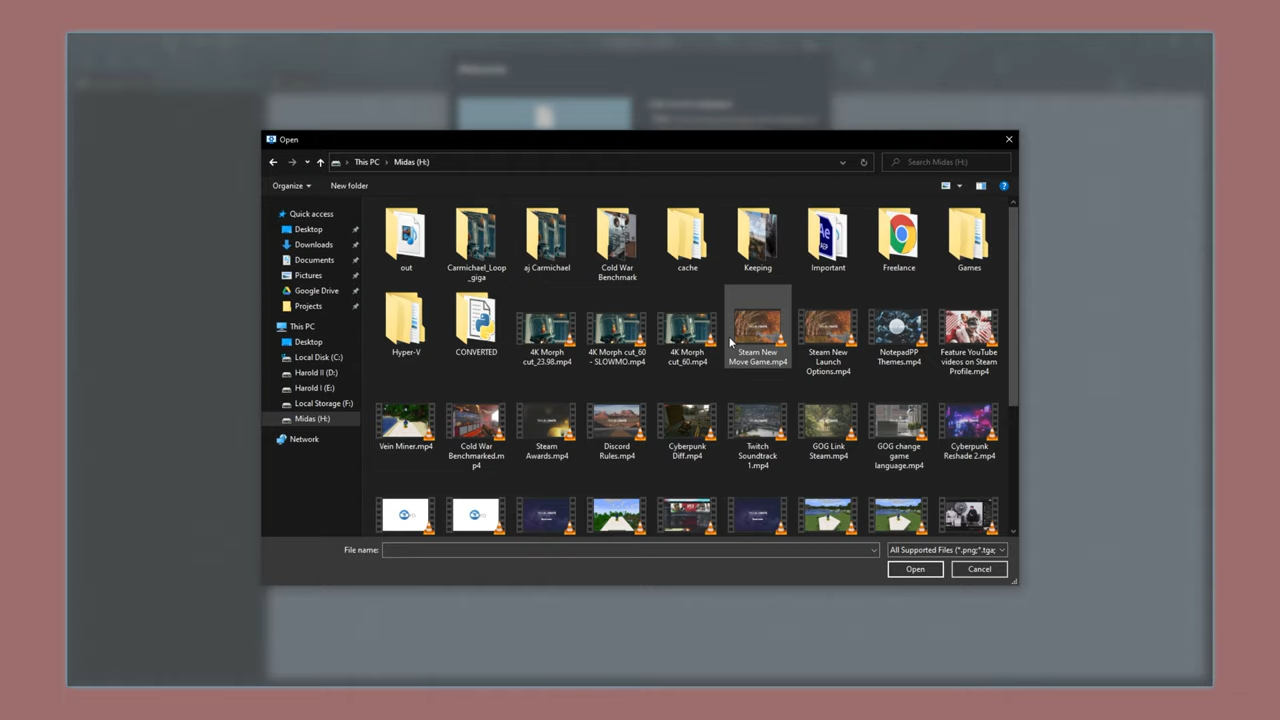 Open
This PC
Midas (H:)
Search Midas (H:)
Organize
New folder
Quick access
Desktop
Downloads
Documents
Pictures
Google Drive
Projects
This PC
Desktop
Local Disk (C:)
Harold II (D:)
Harold I (E:)
Local Storage (F:)
Midas (H:)
Network
out
Carmichael_Loop
_giga
aj Carmichael
Cold War
Benchmark
cache
Keeping
Important
Freelance
Games
Hyper-V
CONVERTED
4K Morph
cut_23.98.mp4
4K Morph cut_60
- SLOWMO.mp4
4K Morph
cut_60.mp4
Steam New
Move Game.mp4
Steam New
Launch
Options.mp4
NotepadPP
Themes.mp4
Feature YouTube
videos on Steam
Profile.mp4
Vein Miner.mp4
Cold War
Benchmarked.m
p4
Steam
Awards.mp4
Discord
Rules.mp4
Cyberpunk
Diff.mp4
Twitch
Soundtrack
1.mp4
GOG Link
Steam.mp4
GOG change
game
language.mp4
Cyberpunk
Reshade 2.mp4
File name:
All Supported Files (*.png;*.tga;
Open
Cancel